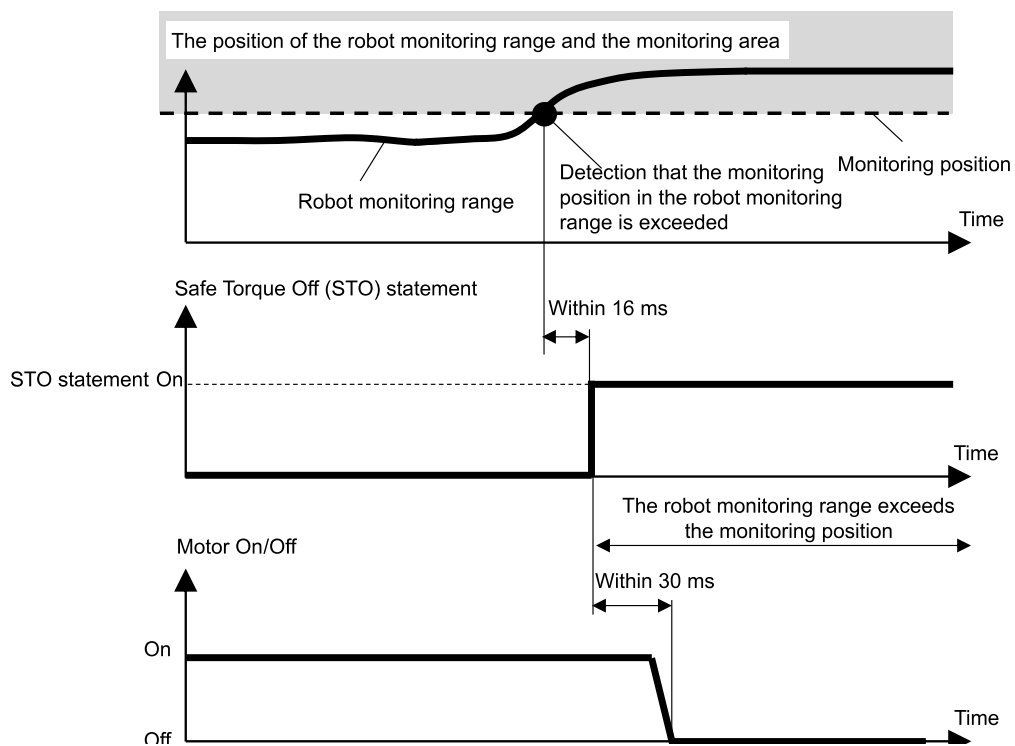 The position of the robot monitoring range and the monitoring area
Monitoring position
Detection that the monitoring
position in the robot monitoring
range is exceeded
Robot monitoring range
Time
Safe Torque Off (STO) statement
Within 16 ms
STO statement On
Time
The robot monitoring range exceeds
the monitoring position
Motor On/Off
Within 30 ms
On
Time
Off